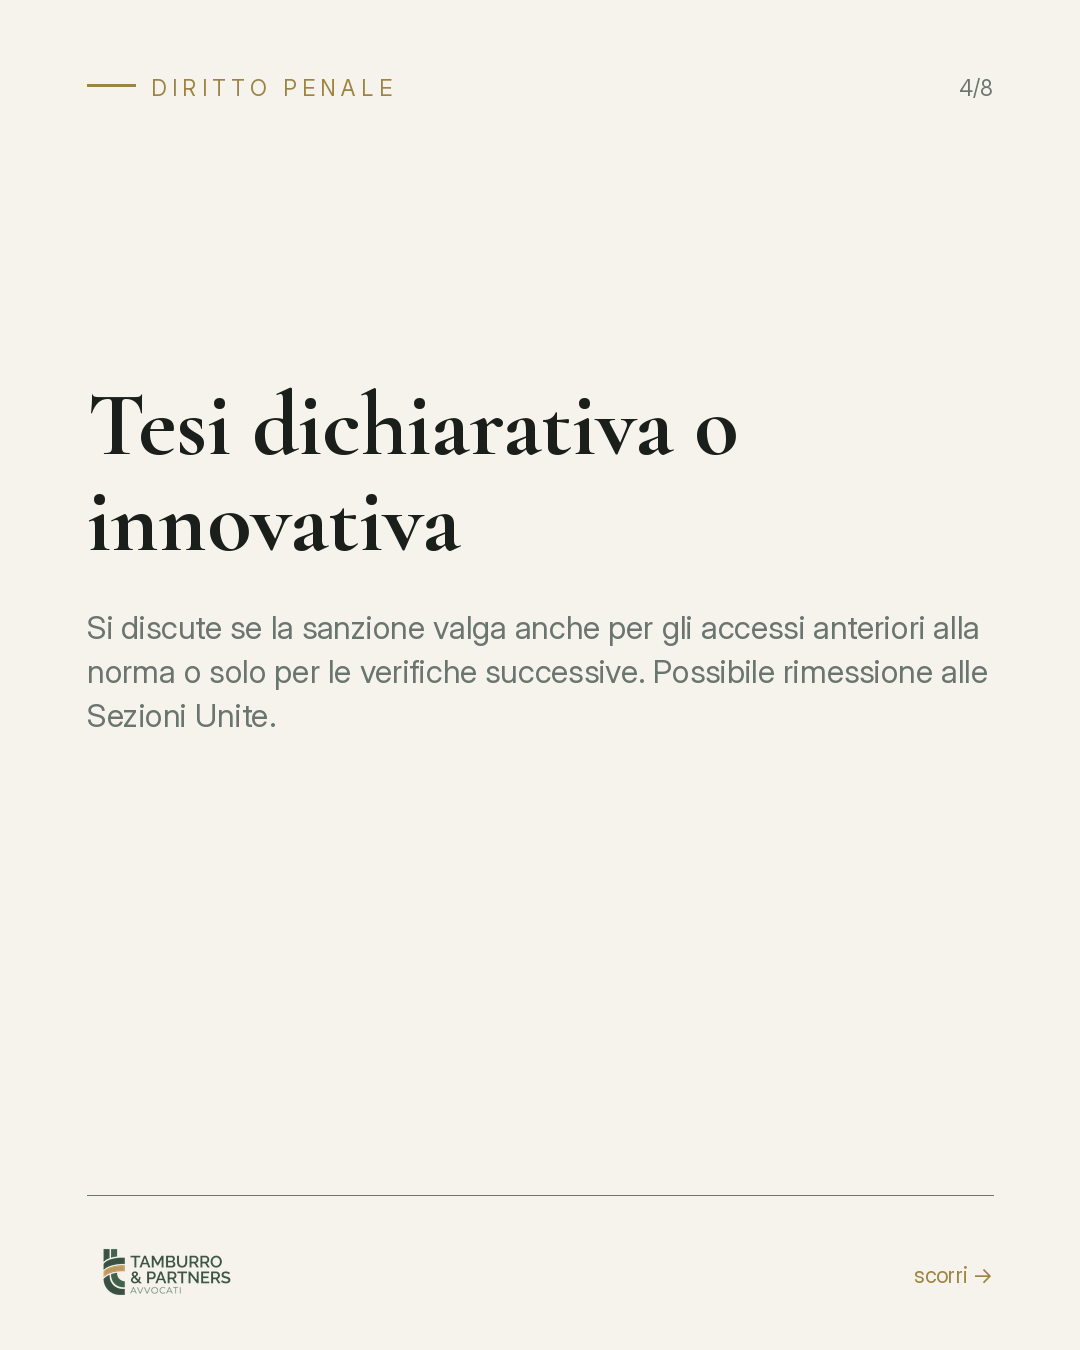 DIRITTO PENALE
4/8
Tesi dichiarativa o
innovativa
Si discute se la sanzione valga anche per gli accessi anteriori alla
norma o solo per le verifiche successive. Possibile rimessione alle
Sezioni Unite.
TAMBURRO
& PARTNERS
AVVOCATI
scorri →